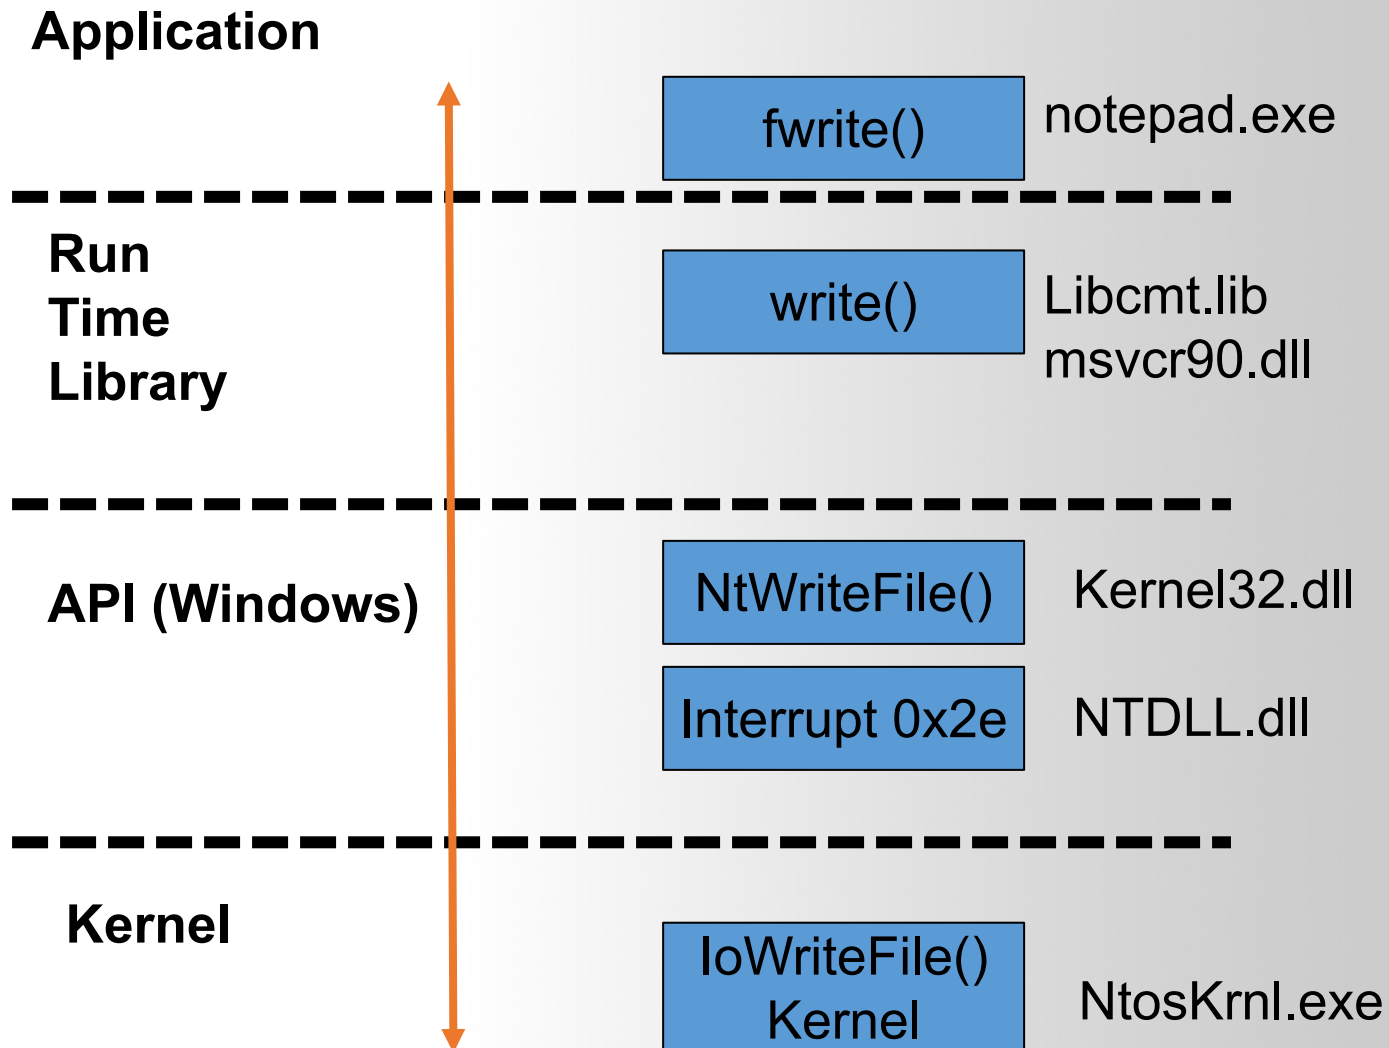 Application
fwrite()
notepad.exe
Run
Time
Library
write()
Libcmt.lib
msvcr90.dll
API (Windows)
NtWriteFile()
Kernel32.dll
Interrupt 0x2e
NTDLL.dll
Kernel
IoWriteFile()
Kernel
NtosKrnl.exe